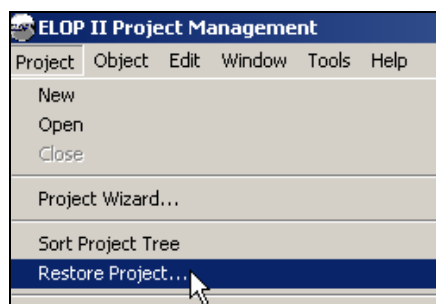 ELOP II Project Management
Project Object Edit Window Tools Help
New
Open
Close
Project Wizard...
Sort Project Tree
Restore Project...